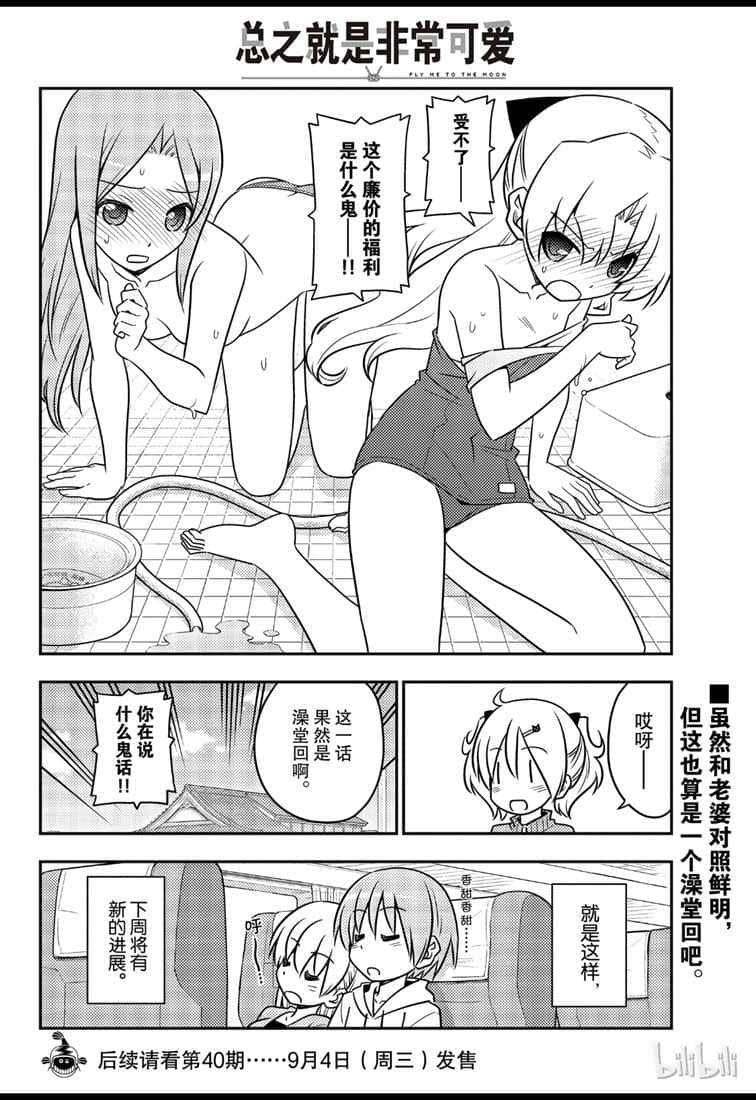 总之就是非常可爱
FLY ME TO THE MOON
受不了——
这个廉价的福利
是什么鬼——!!
哎呀——
这一话
果然是
澡堂回啊。
你在说
什么鬼话!!
■虽然和老婆对照鲜明，
但这也算是一个澡堂回吧。
就是这样，
香甜香甜……
呼……
下周将有
新的进展。
后续请看第40期……9月4日（周三）发售
bilibili